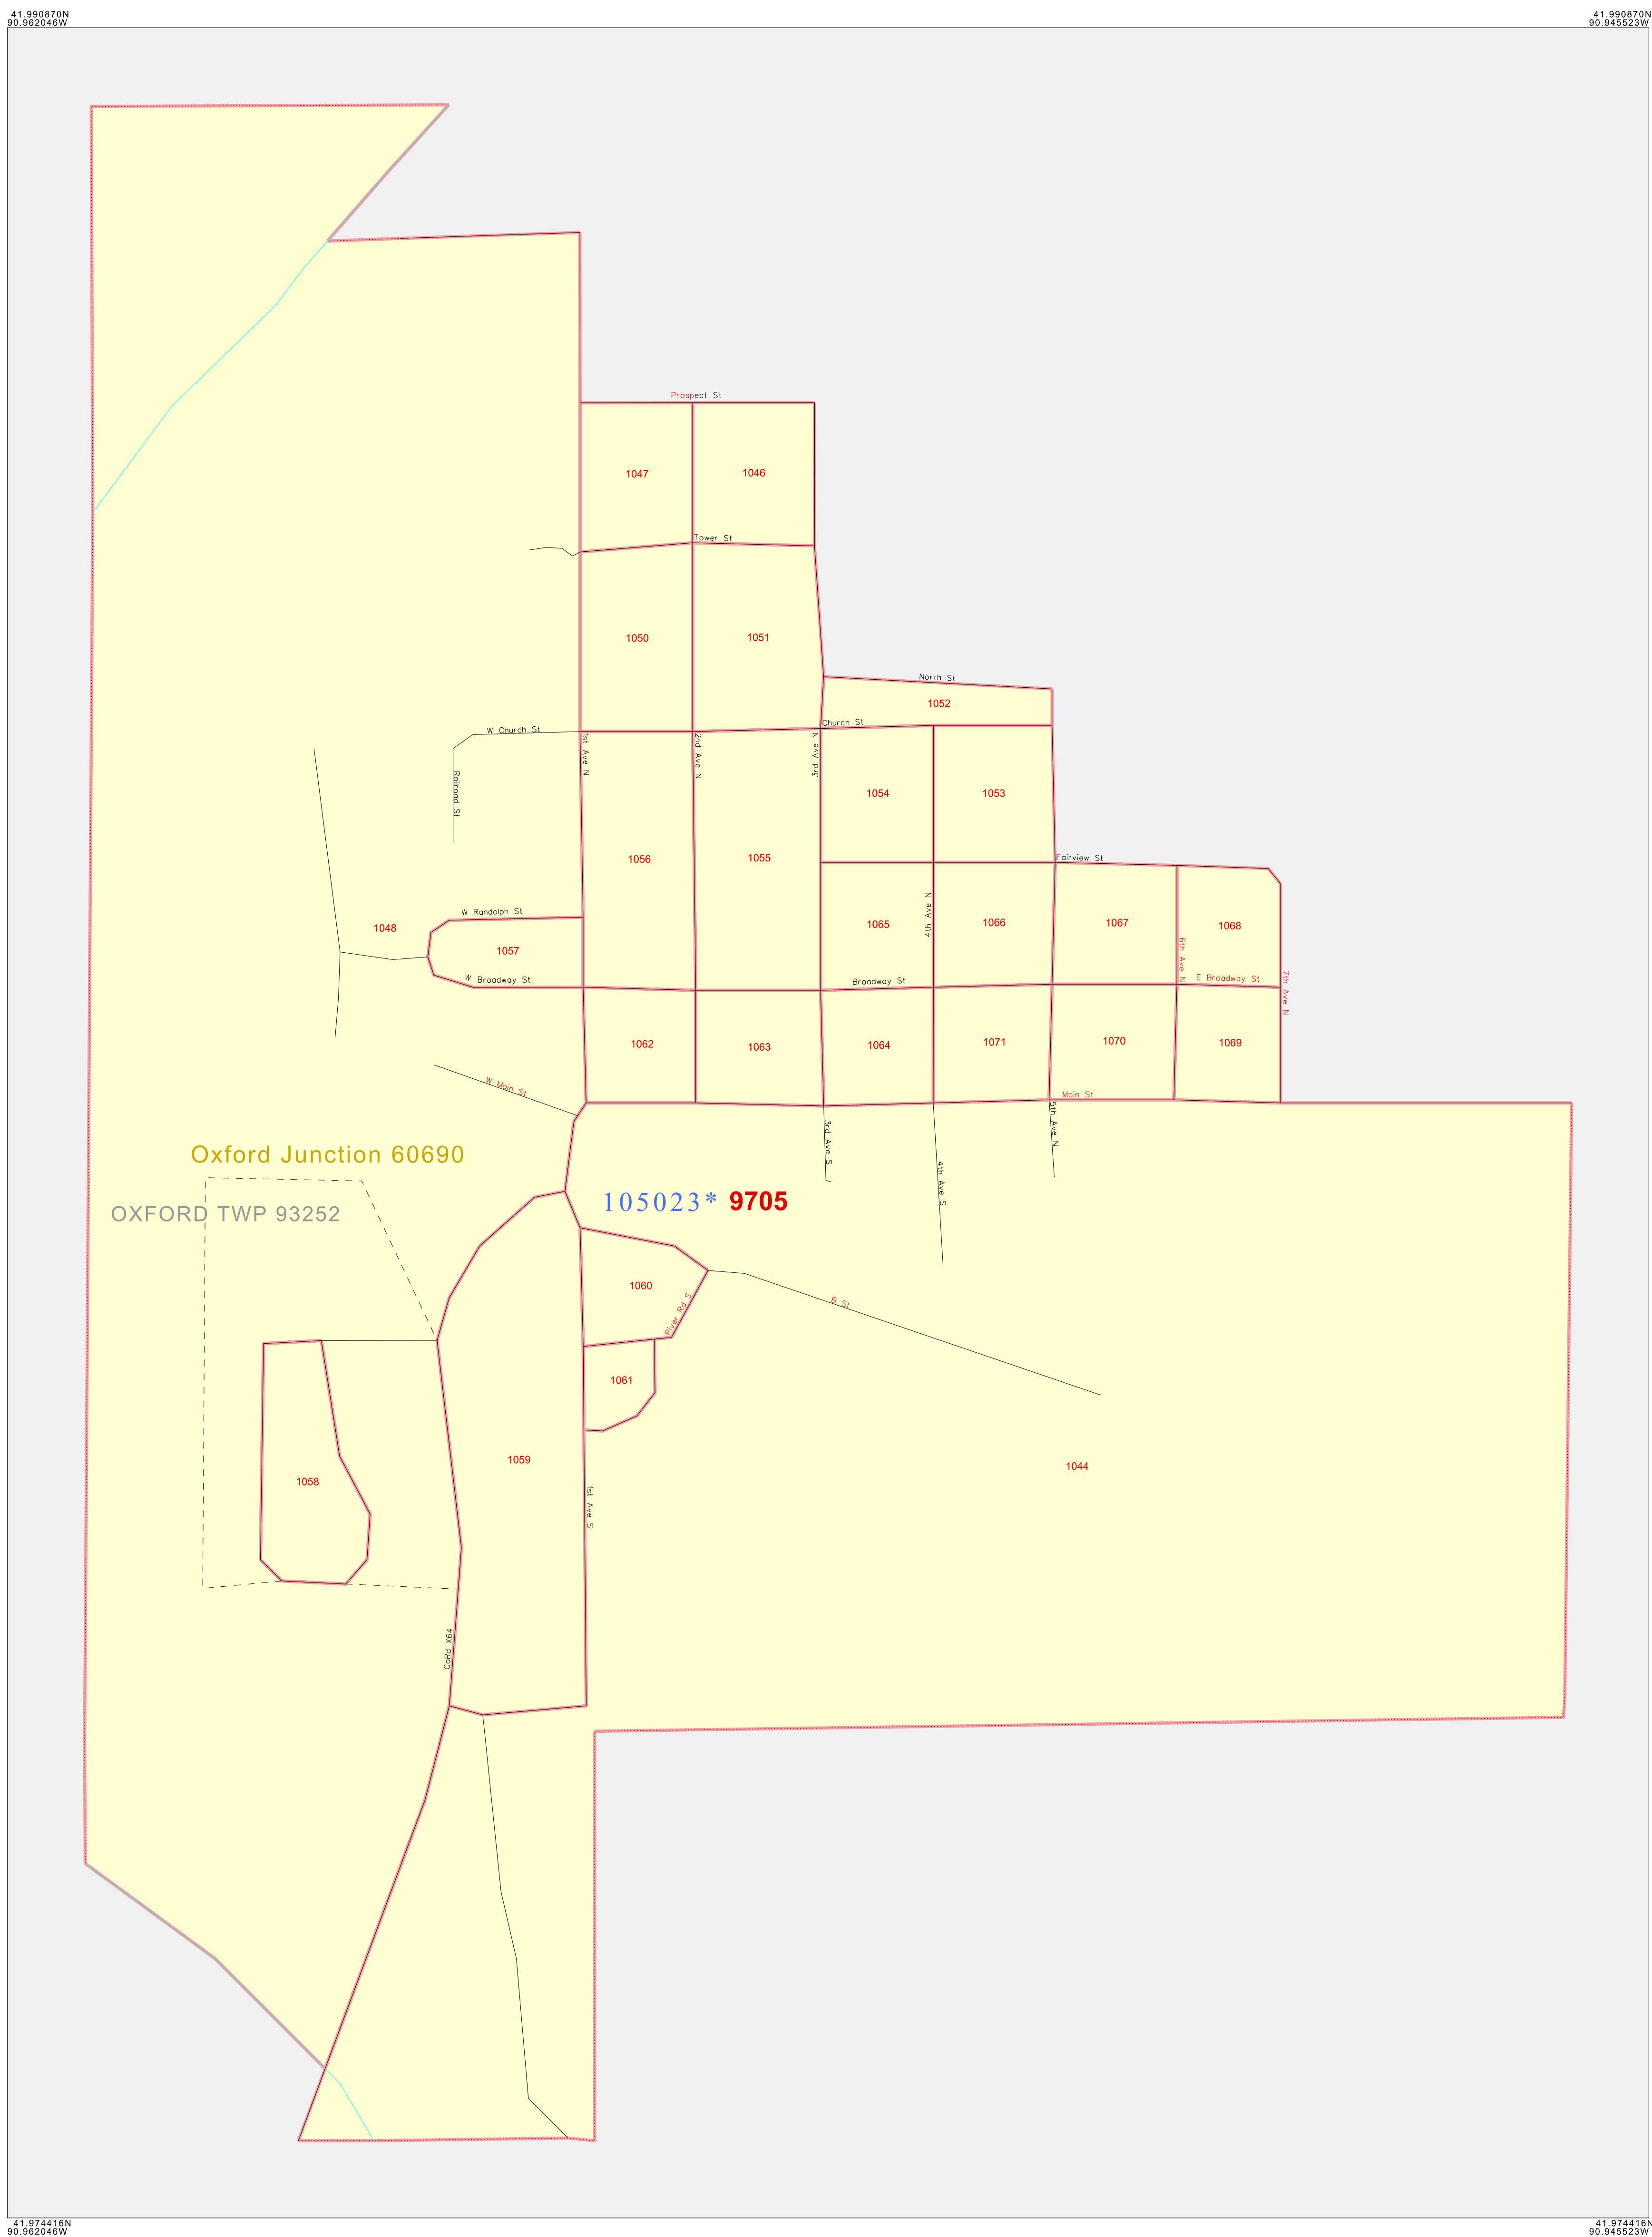 41.990870N
90.962046W
41.990870N
90.945523W
Prospect St
1047
1046
Tower St
1050
1051
North St
1052
Church St
W Church St
1st Ave N
2nd Ave N
3rd Ave N
Railroad St
1054
1053
1056
1055
Fairview St
W Randolph St
4th Ave N
1048
1057
1065
1066
1067
1068
6th Ave N
W Broadway St
Broadway St
E Broadway St
7th Ave N
1062
1063
1064
1071
1070
1069
W Main St
Main St
3rd Ave S
4th Ave S
5th Ave N
Oxford Junction 60690
OXFORD TWP 93252
105023* 9705
1060
River Rd S
B St
1061
1059
1044
1058
1st Ave S
CoRd X64
41.974416N
90.962046W
41.974416N
90.945523W